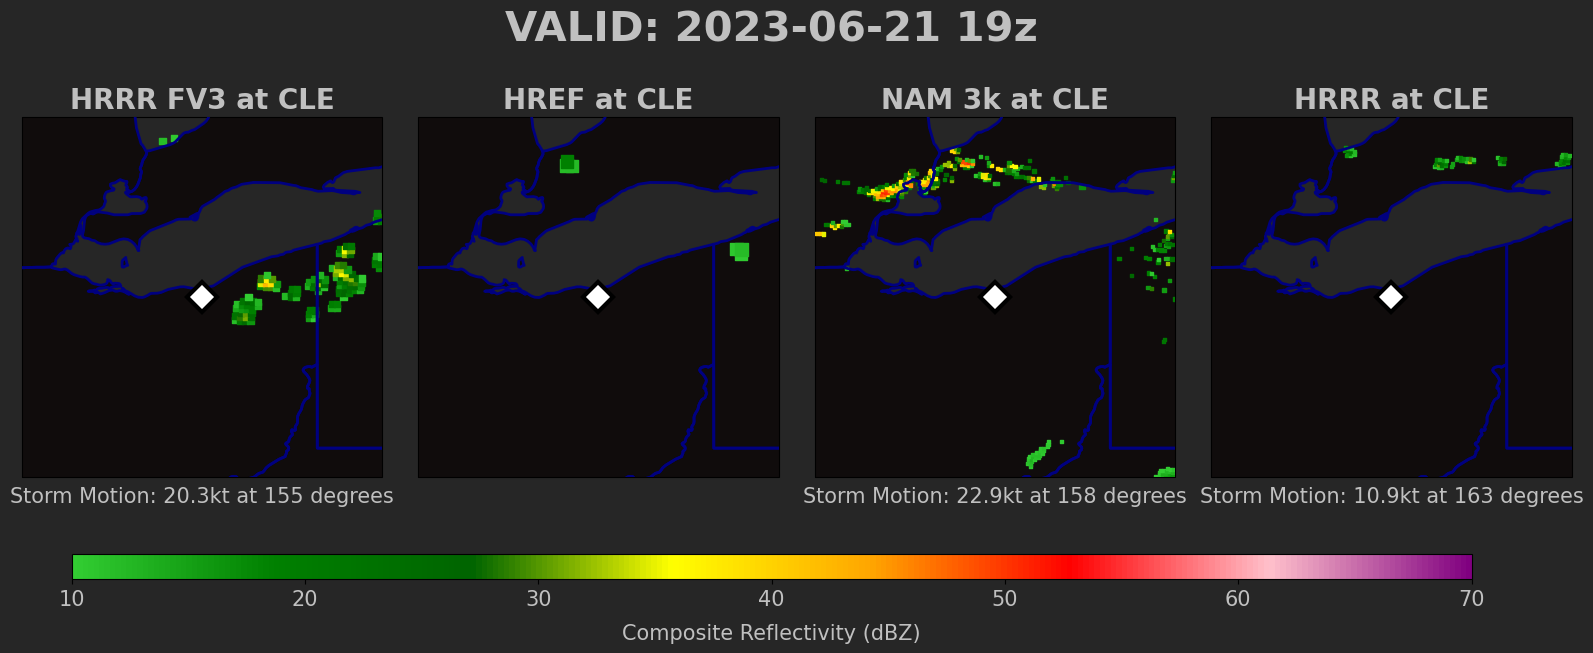 VALID: 2023-06-21 19z
HRRR FV3 at CLE
HREF at CLE
NAM 3k at CLE
HRRR at CLE
Storm Motion: 20.3kt at 155 degrees
Storm Motion: 22.9kt at 158 degrees
Storm Motion: 10.9kt at 163 degrees
10 20 30 40 50 60 70
Composite Reflectivity (dBZ)